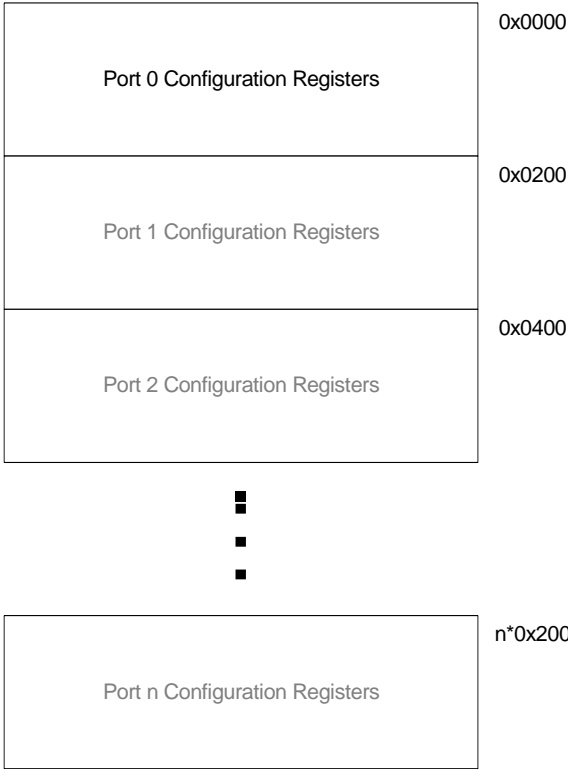 0x0000
Port 0 Configuration Registers
0x0200
Port 1 Configuration Registers
0x0400
Port 2 Configuration Registers
n*0x200
Port n Configuration Registers